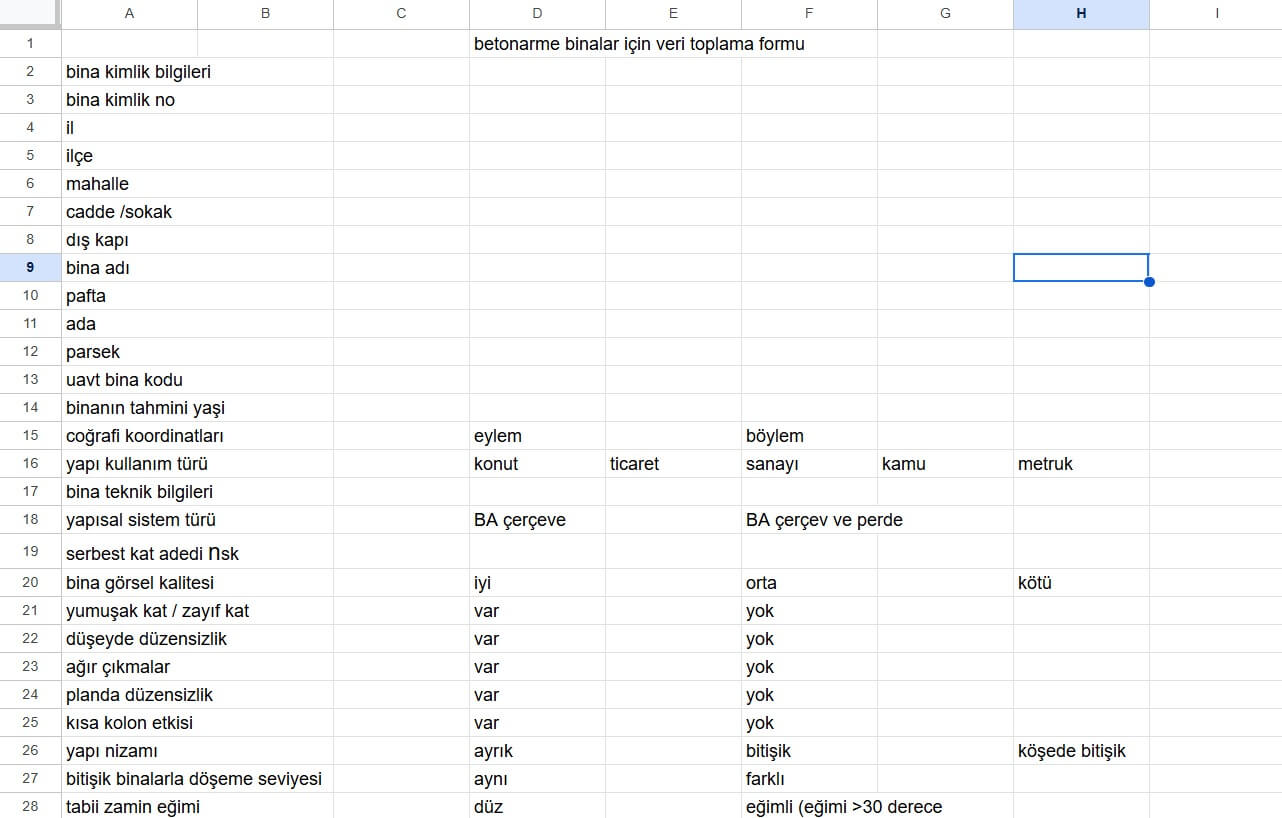 A B C D E F G H I
1 betonarme binalar için veri toplama formu
2 bina kimlik bilgileri
3 bina kimlik no
4 il
5 ilçe
6 mahalle
7 cadde /sokak
8 dış kapı
9 bina adı
10 pafta
11 ada
12 parsek
13 uavt bina kodu
14 binanın tahmini yaşi
15 coğrafi koordinatları eylem böylem
16 yapı kullanım türü konut ticaret sanayı kamu metruk
17 bina teknik bilgileri
18 yapısal sistem türü BA çerçeve BA çerçev ve perde
19 serbest kat adedi nsk
20 bina görsel kalitesi iyi orta kötü
21 yumuşak kat / zayıf kat var yok
22 düşeyde düzensizlik var yok
23 ağır çıkmalar var yok
24 planda düzensizlik var yok
25 kısa kolon etkisi var yok
26 yapı nizamı ayrık bitişik köşede bitişik
27 bitişik binalarla döşeme seviyesi aynı farklı
28 tabii zamin eğimi düz eğimli (eğimi >30 derece